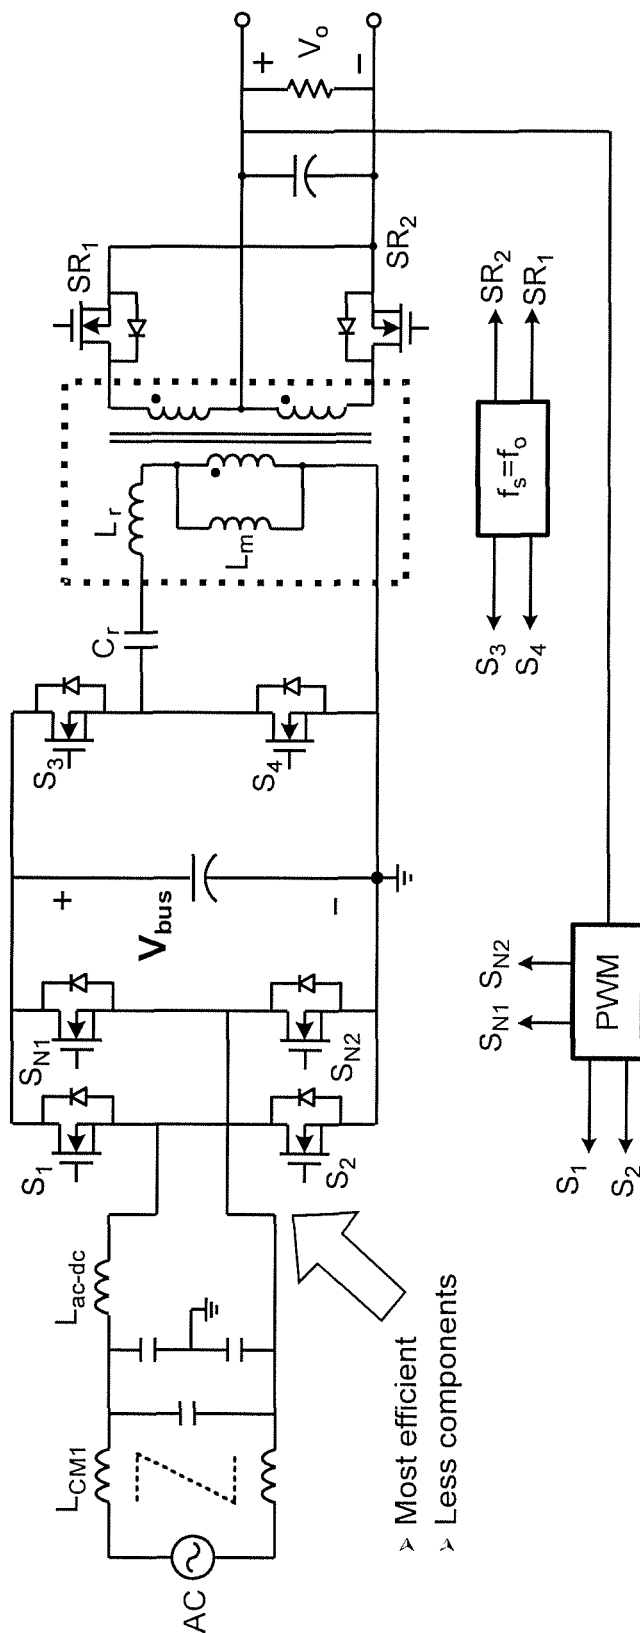 AC
L_CM1
L_ac-dc
➢ Most efficient
➢ Less components
S_1
S_2
S_N1
S_N2
+
V_bus
−
S_3
S_4
C_r
L_r
L_m
SR_1
SR_2
+
V_o
−
S_1
S_2
S_N1
S_N2
PWM
S_3
S_4
f_s=f_o
SR_2
SR_1